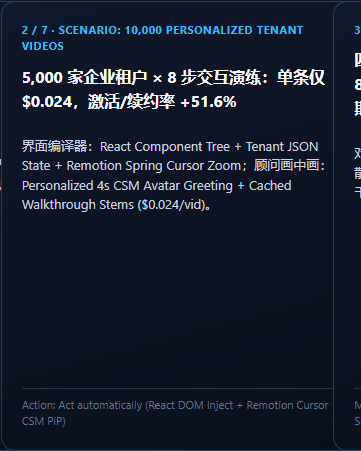 2 / 7 · SCENARIO: 10,000 PERSONALIZED TENANT
VIDEOS
5,000 家企业租户 × 8 步交互演练：单条仅
$0.024，激活/续约率 +51.6%
界面编译器：React Component Tree + Tenant JSON
State + Remotion Spring Cursor Zoom；顾问画中画：
Personalized 4s CSM Avatar Greeting + Cached
Walkthrough Stems ($0.024/vid)。
Action: Act automatically (React DOM Inject + Remotion Cursor
CSM PiP)
3
8